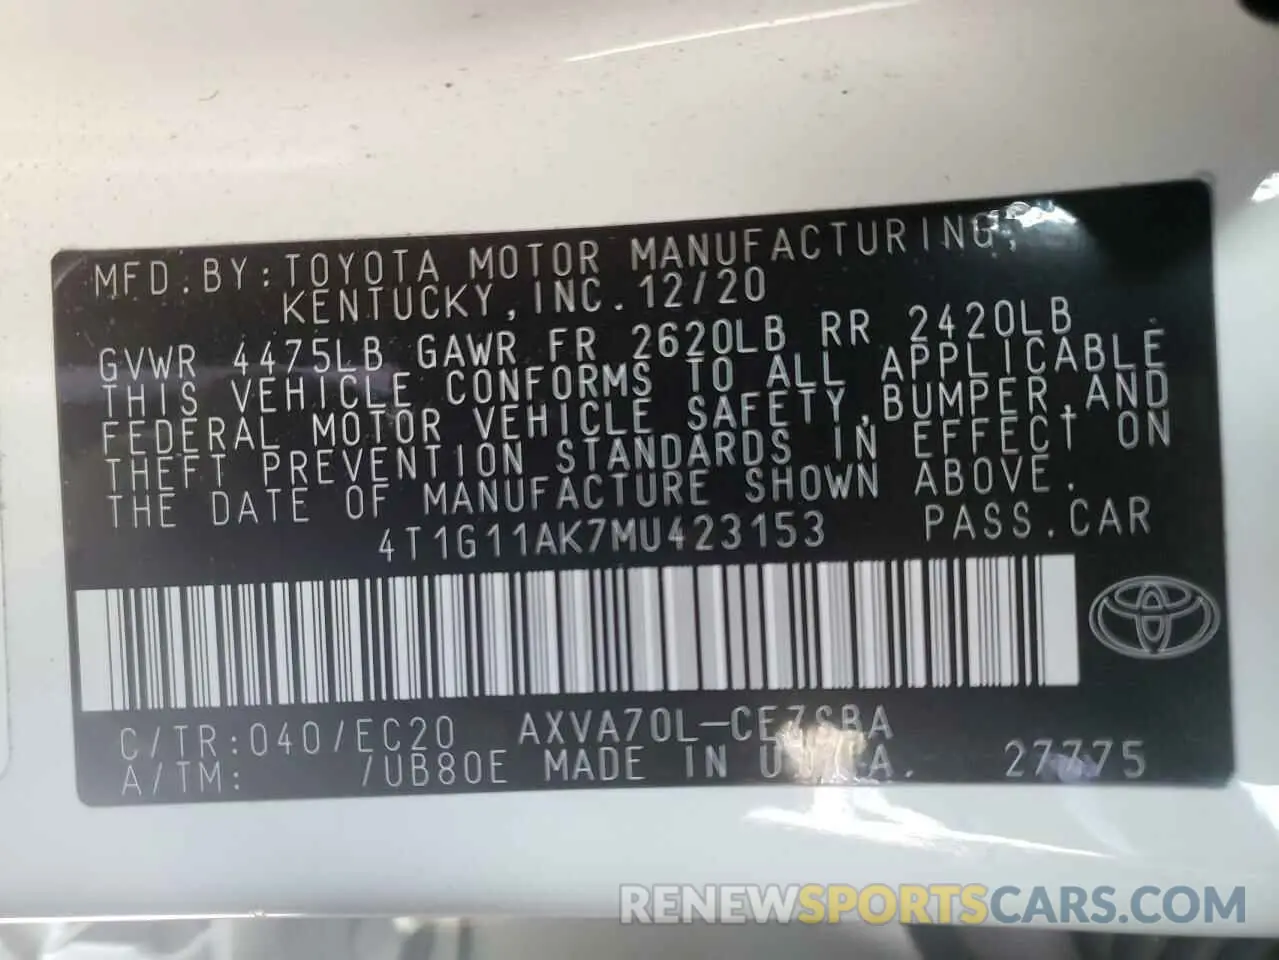 MFD.BY:TOYOTA MOTOR MANUFACTURING,
KENTUCKY,INC.12/20
GVWR 4475LB GAWR FR 2620LB RR 2420LB
THIS VEHICLE CONFORMS TO ALL APPLICABLE
FEDERAL MOTOR VEHICLE SAFETY,BUMPER,AND
THEFT PREVENTION STANDARDS IN EFFECT ON
THE DATE OF MANUFACTURE SHOWN ABOVE.
4T1G11AK7MU423153 PASS.CAR
C/TR:040/EC20 AXVA70L-CEZSBA
A/TM: /UB80E MADE IN U.S.A. 27775
RENEWSPORTSCARS.COM